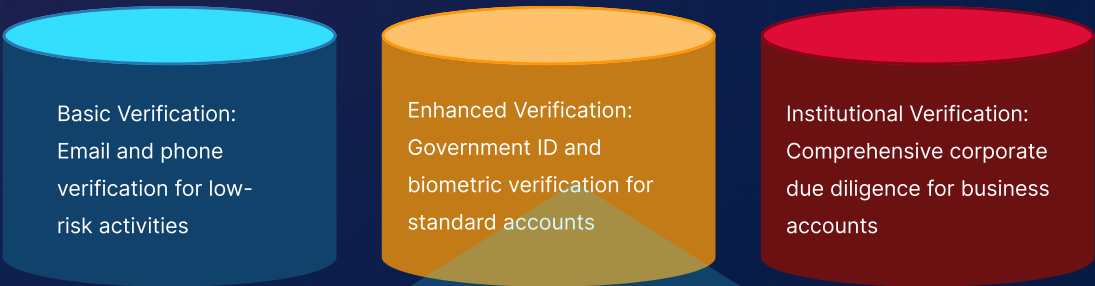 Basic Verification:
Email and phone
verification for low-
risk activities
Enhanced Verification:
Government ID and
biometric verification for
standard accounts
Institutional Verification:
Comprehensive corporate
due diligence for business
accounts